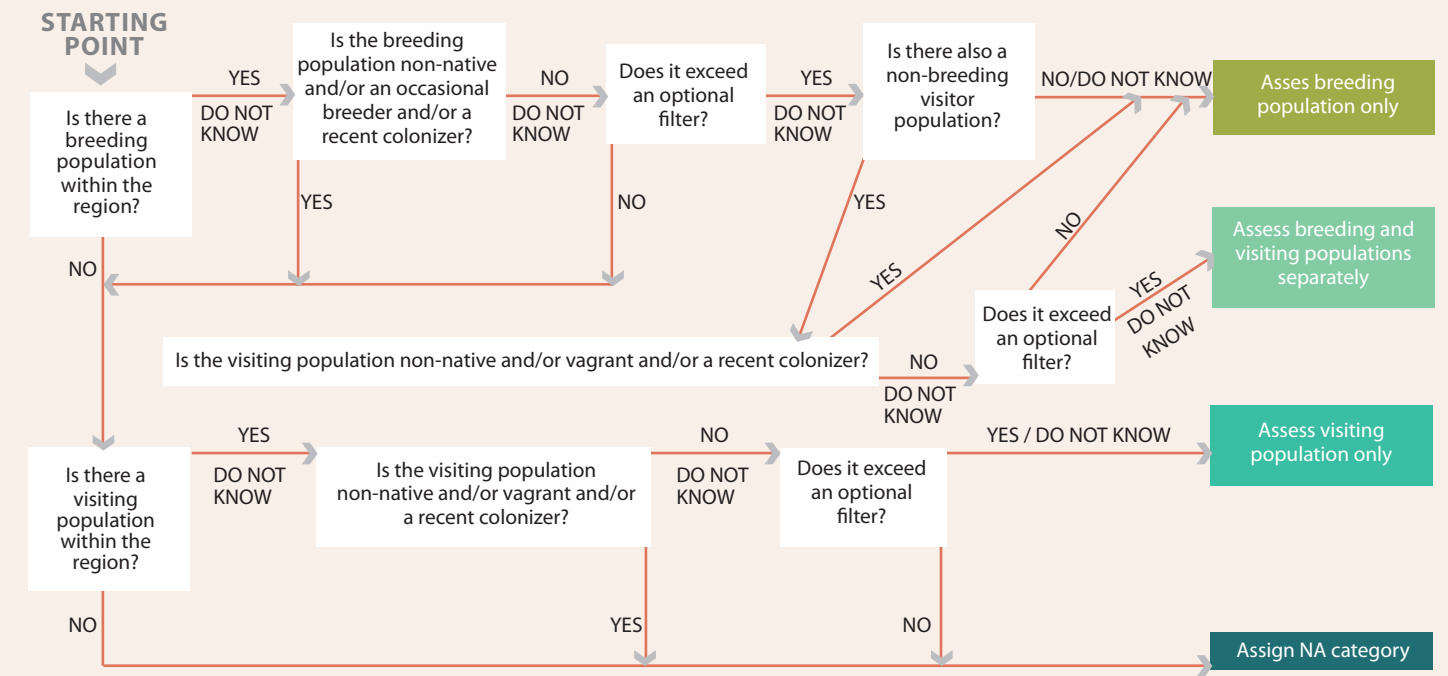 STARTING
POINT
Is there a
breeding
population
within the
region?
YES
DO NOT
KNOW
Is the breeding
population non-native
and/or an occasional
breeder and/or a
recent colonizer?
NO
DO NOT
KNOW
Does it exceed
an optional
filter?
YES
DO NOT
KNOW
Is there also a
non-breeding
visitor
population?
NO/DO NOT KNOW
Asses breeding
population only
NO
YES
NO
YES
YES
NO
Assess breeding and
visiting populations
separately
Is the visiting population non-native and/or vagrant and/or a recent colonizer?
NO
DO NOT
KNOW
Does it exceed
an optional
filter?
YES
DO NOT
KNOW
Is there a
visiting
population
within the
region?
YES
DO NOT
KNOW
Is the visiting population
non-native and/or vagrant and/or
a recent colonizer?
NO
DO NOT
KNOW
Does it exceed
an optional
filter?
YES / DO NOT KNOW
Assess visiting
population only
NO
YES
NO
Assign NA category